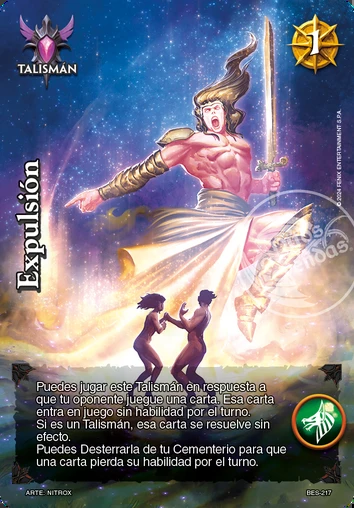 TALISMÁN
1
Expulsión
© 2024 FENIX ENTERTAINMENT S.P.A.
Puedes jugar este Talismán en respuesta a
que tu oponente juegue una carta. Esa carta
entra en juego sin habilidad por el turno.
Si es un Talismán, esa carta se resuelve sin
efecto.
Puedes Desterrarla de tu Cementerio para que
una carta pierda su habilidad por el turno.
ARTE: NITROX
BES-217